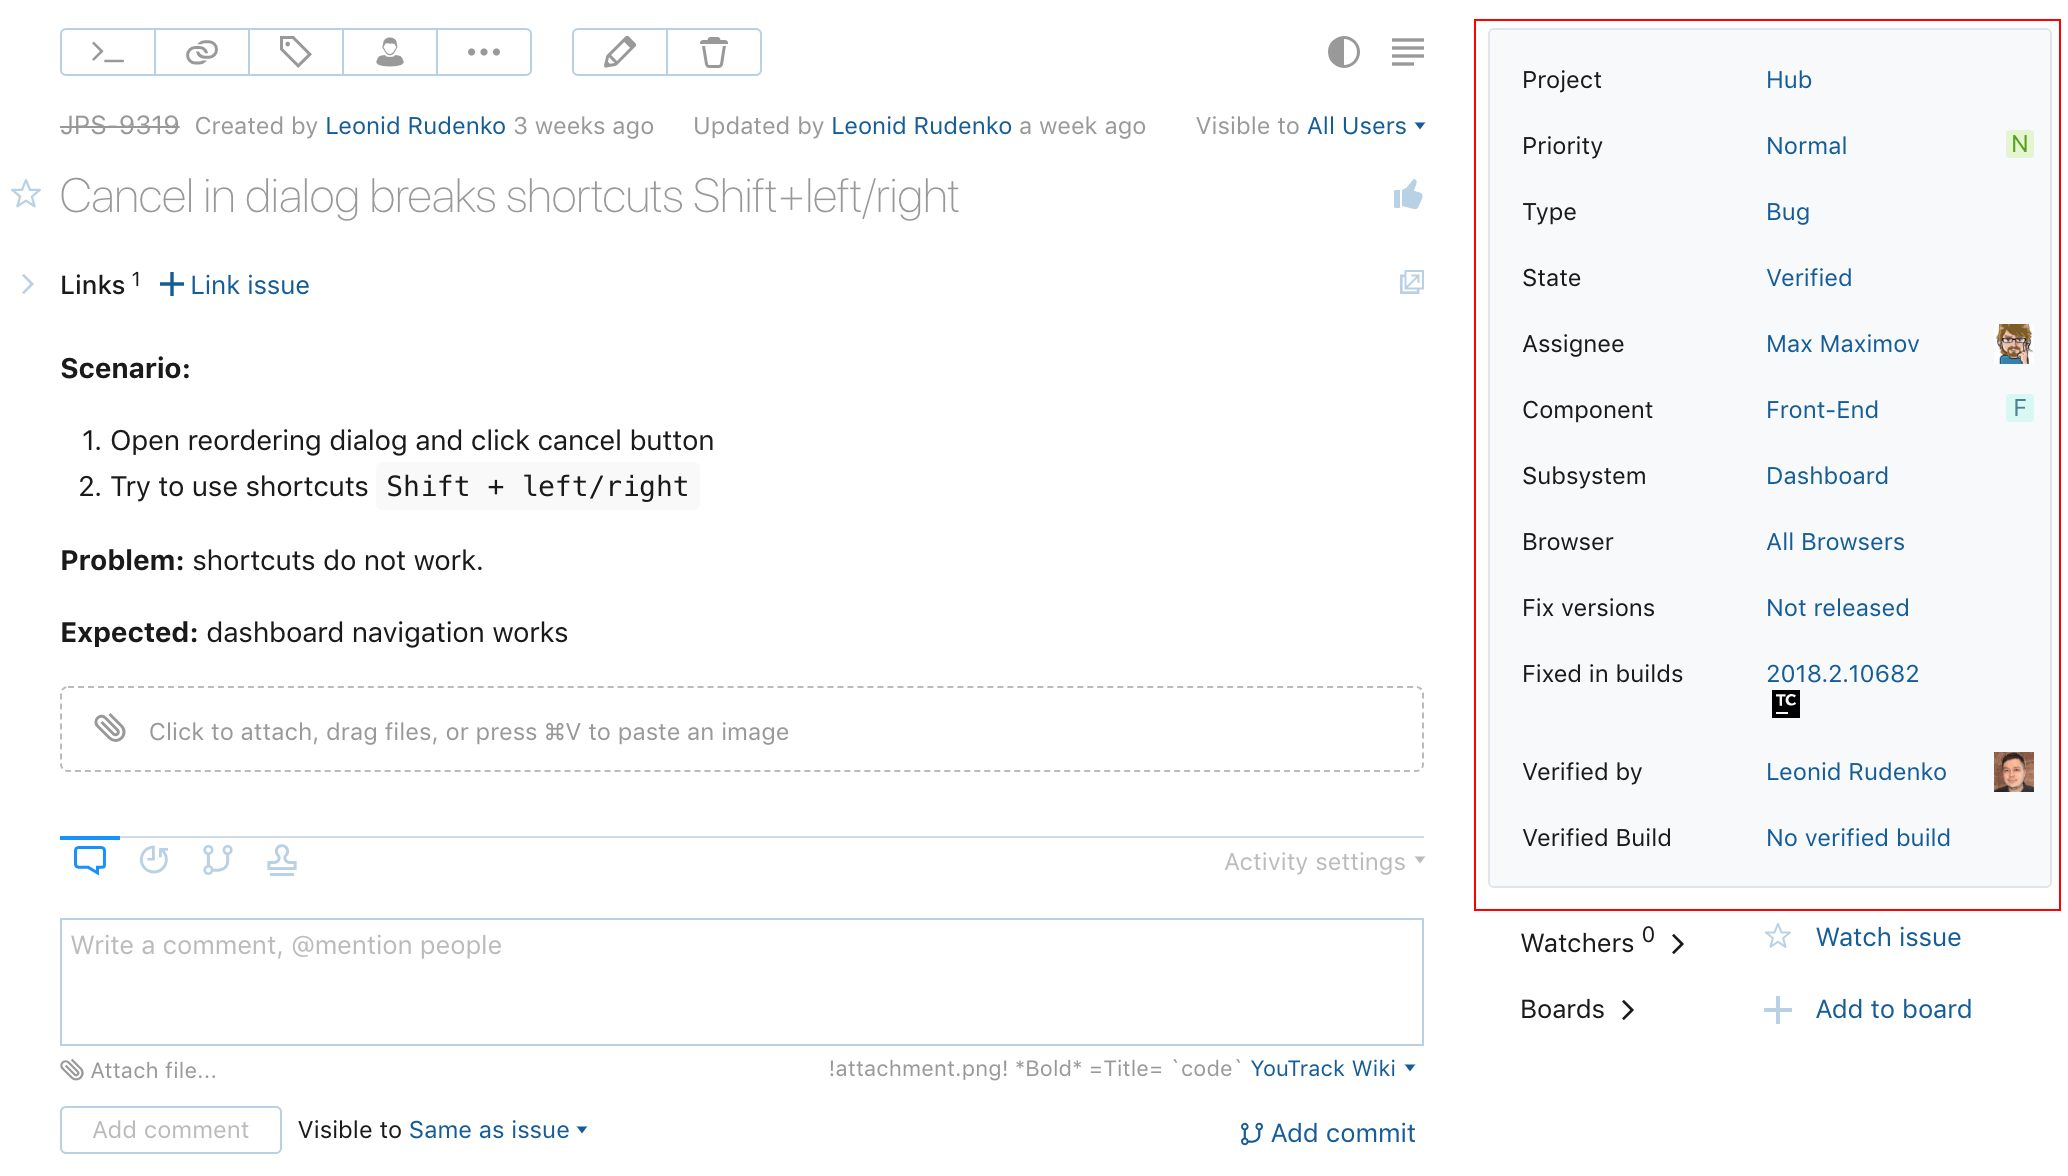 JPS-9319 Created by Leonid Rudenko 3 weeks ago Updated by Leonid Rudenko a week ago Visible to All Users
Cancel in dialog breaks shortcuts Shift+left/right
Links 1 Link issue
Scenario:
1. Open reordering dialog and click cancel button
2. Try to use shortcuts Shift + left/right
Problem: shortcuts do not work.
Expected: dashboard navigation works
Click to attach, drag files, or press ⌘V to paste an image
Activity settings
Write a comment, @mention people
Attach file...
!attachment.png! *Bold* =Title= `code` YouTrack Wiki
Add comment Visible to Same as issue
Add commit
Project Hub
Priority Normal N
Type Bug
State Verified
Assignee Max Maximov
Component Front-End F
Subsystem Dashboard
Browser All Browsers
Fix versions Not released
Fixed in builds 2018.2.10682
TC
Verified by Leonid Rudenko
Verified Build No verified build
Watchers 0 Watch issue
Boards Add to board